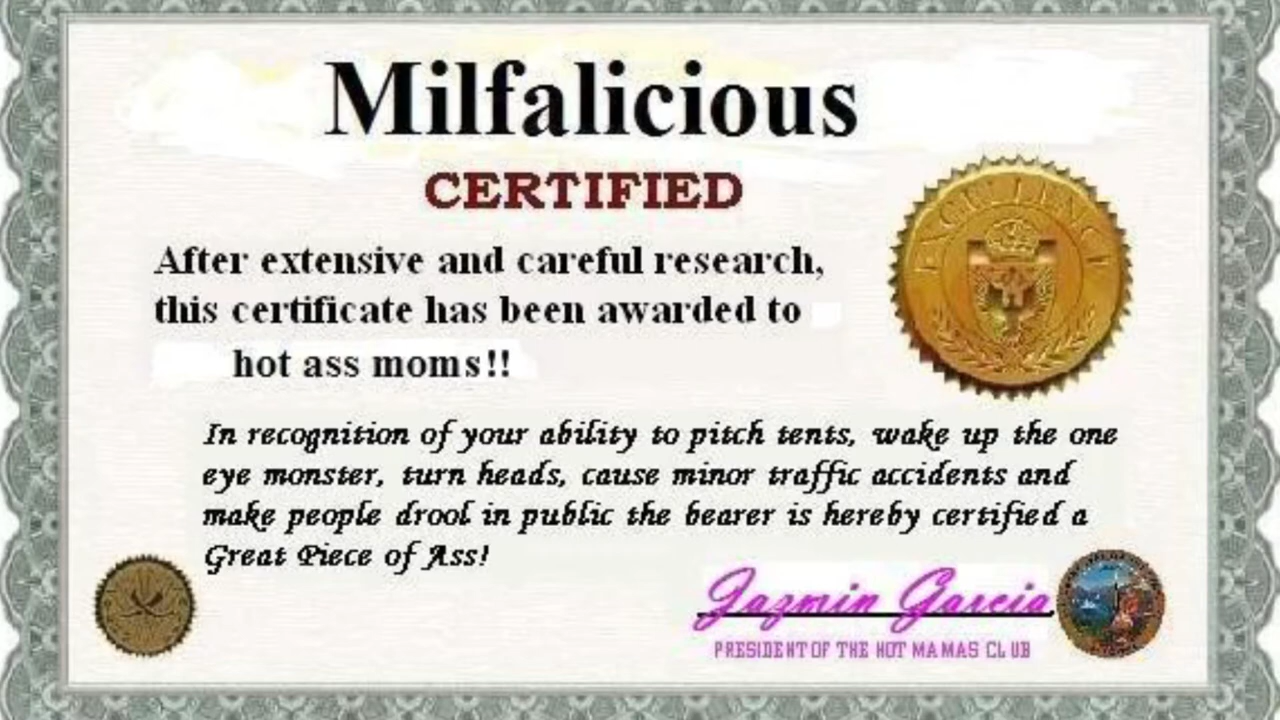 Milfalicious
CERTIFIED
EXCELLENCE
After extensive and careful research,
this certificate has been awarded to
hot ass moms!!
In recognition of your ability to pitch tents, wake up the one
eye monster, turn heads, cause minor traffic accidents and
make people drool in public the bearer is hereby certified a
Great Piece of Ass!
Jazmin Garcia
PRESIDENT OF THE HOT MAMAS CLUB